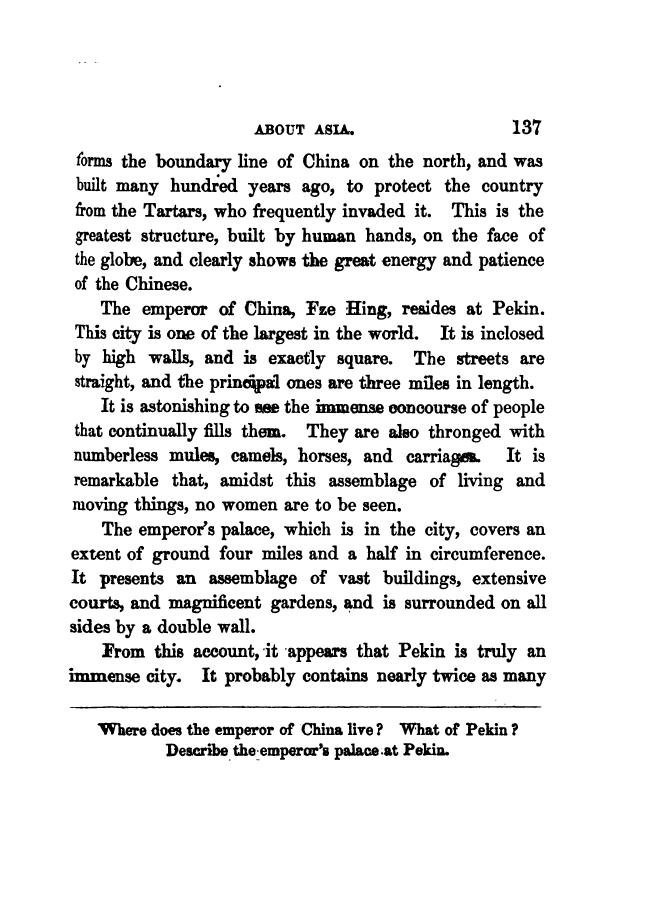 ABOUT ASIA. 137
forms the boundary line of China on the north, and was
built many hundred years ago, to protect the country
from the Tartars, who frequently invaded it. This is the
greatest structure, built by human hands, on the face of
the globe, and clearly shows the great energy and patience
of the Chinese.
The emperor of China, Fze Hing, resides at Pekin.
This city is one of the largest in the world. It is inclosed
by high walls, and is exactly square. The streets are
straight, and the principal ones are three miles in length.
It is astonishing to see the immense concourse of people
that continually fills them. They are also thronged with
numberless mules, camels, horses, and carriages. It is
remarkable that, amidst this assemblage of living and
moving things, no women are to be seen.
The emperor's palace, which is in the city, covers an
extent of ground four miles and a half in circumference.
It presents an assemblage of vast buildings, extensive
courts, and magnificent gardens, and is surrounded on all
sides by a double wall.
From this account, it appears that Pekin is truly an
immense city. It probably contains nearly twice as many
Where does the emperor of China live? What of Pekin?
Describe the emperor's palace at Pekin.